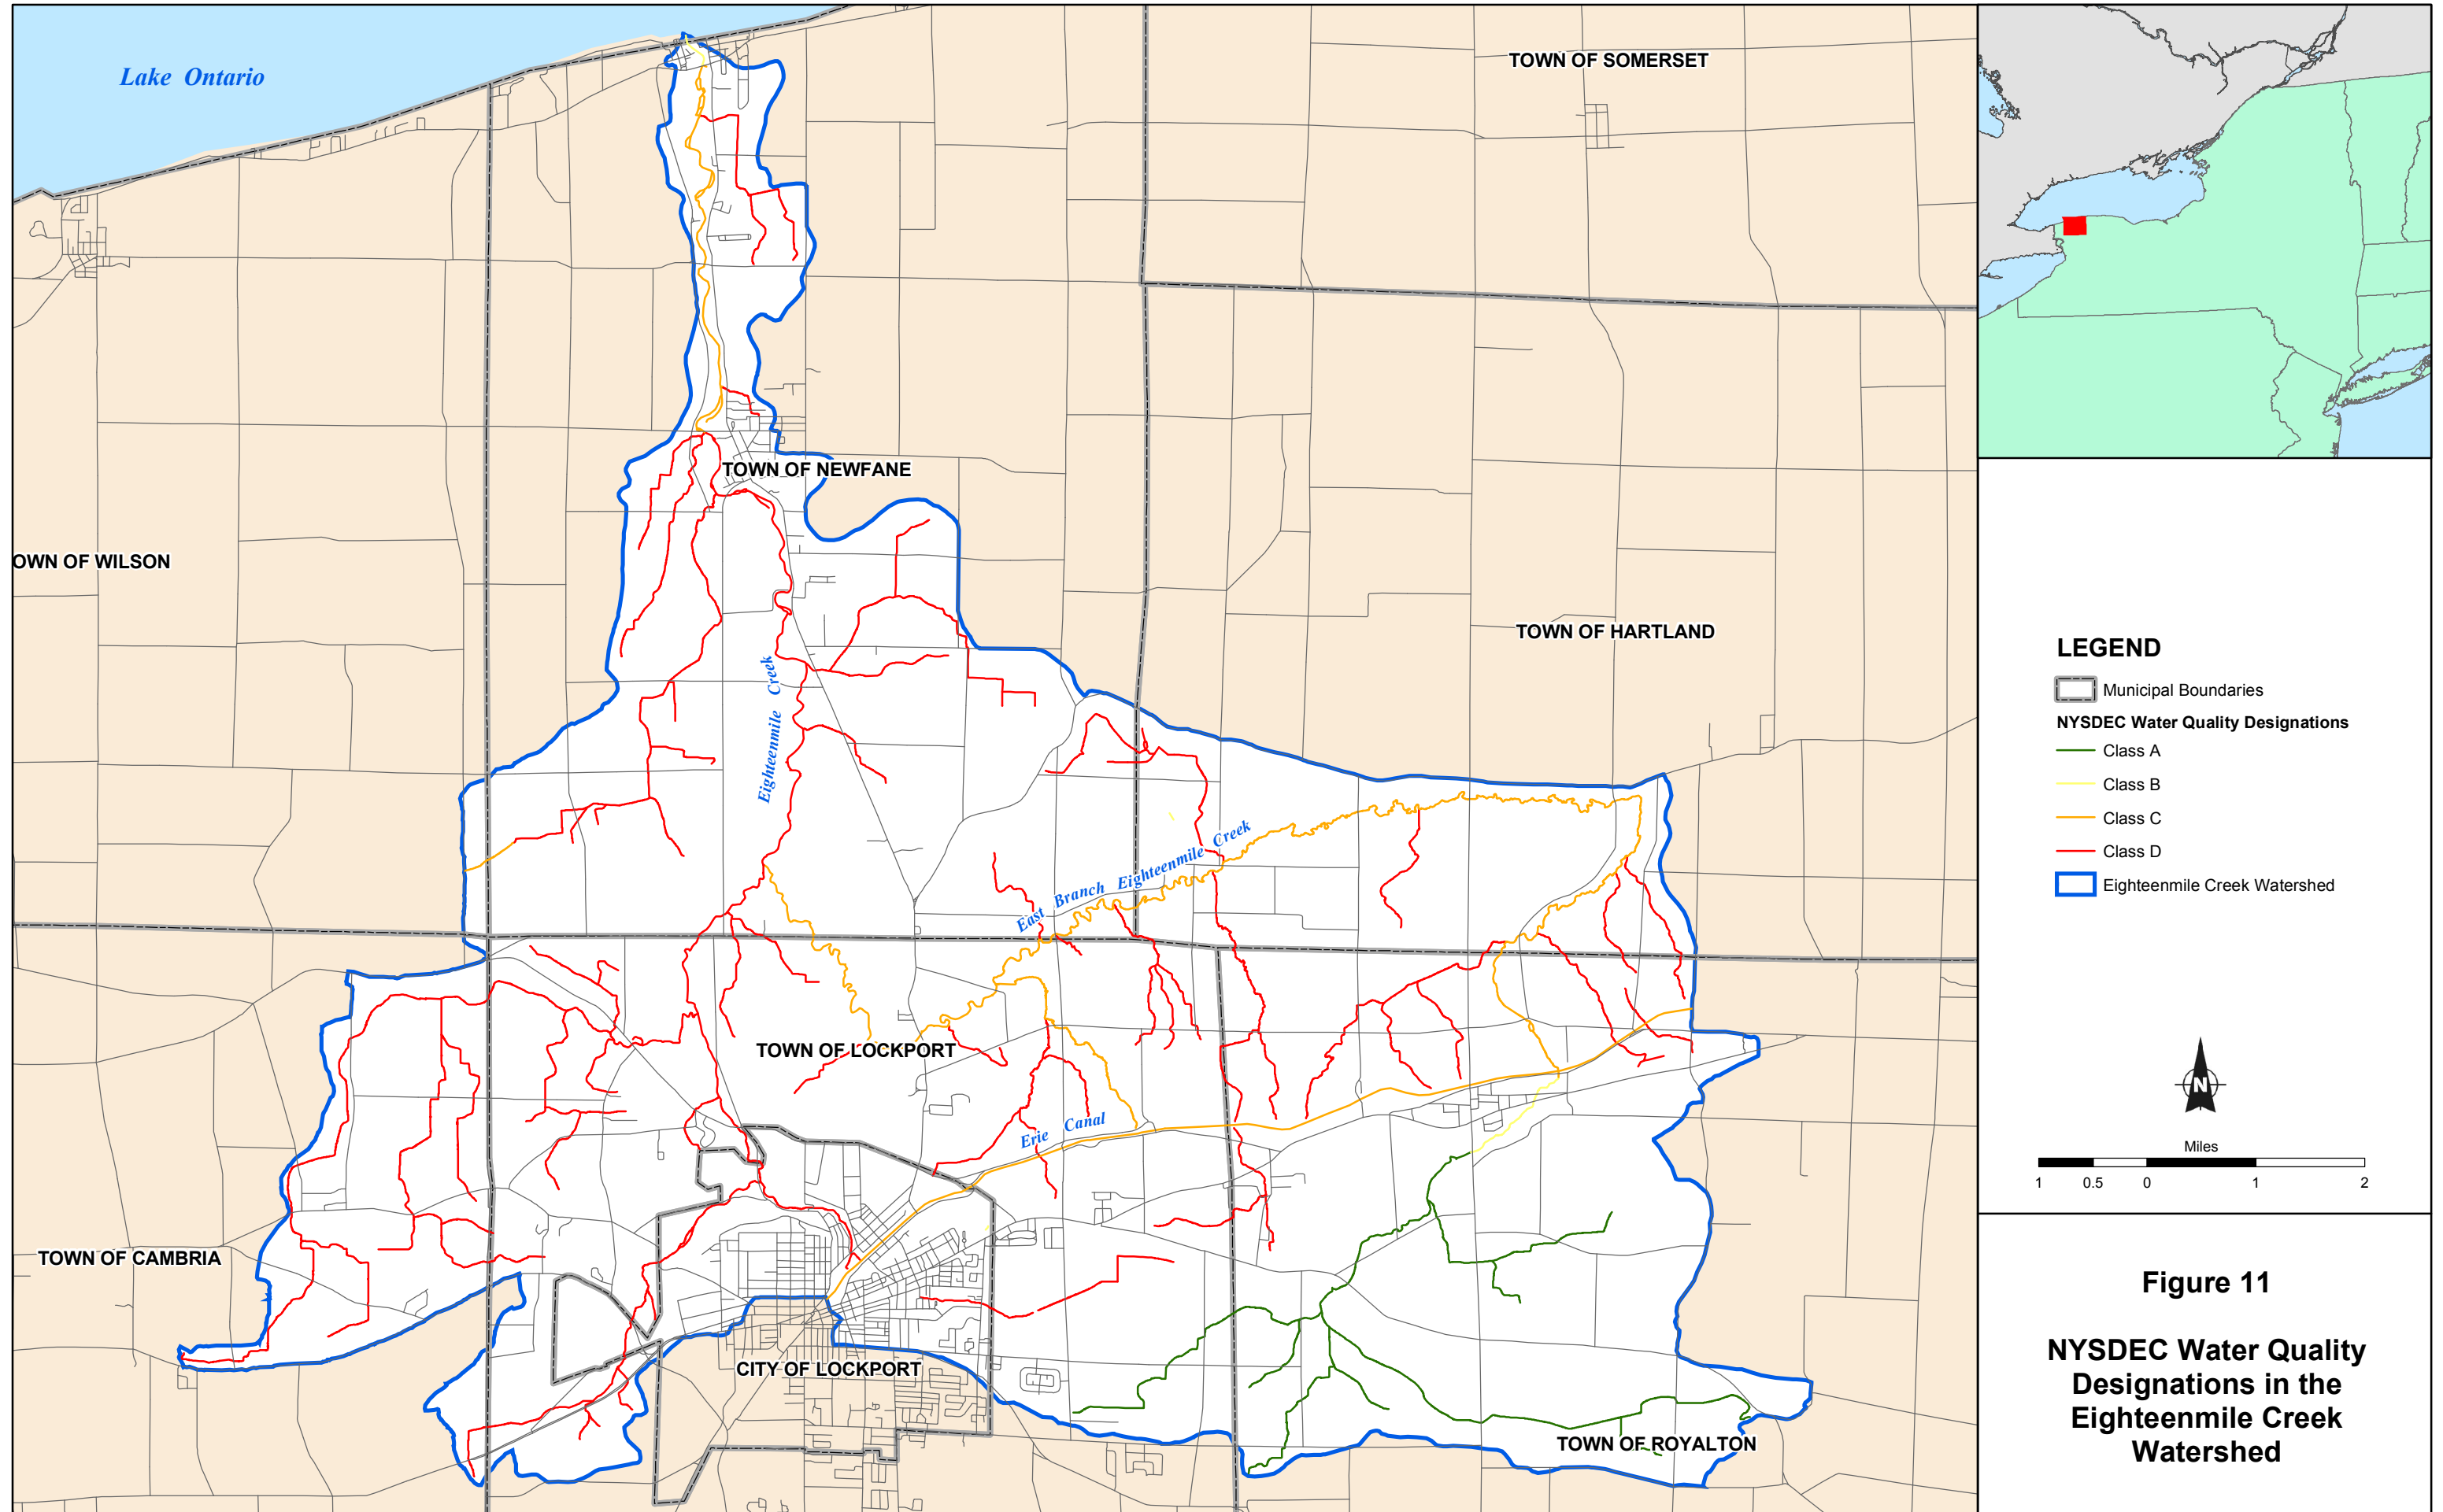 Lake Ontario
TOWN OF SOMERSET
TOWN OF NEWFANE
OWN OF WILSON
TOWN OF HARTLAND
Eighteenmile Creek
East Branch Eighteenmile Creek
TOWN OF LOCKPORT
Erie Canal
TOWN OF CAMBRIA
CITY OF LOCKPORT
TOWN OF ROYALTON
LEGEND
Municipal Boundaries
NYSDEC Water Quality Designations
Class A
Class B
Class C
Class D
Eighteenmile Creek Watershed
N
Miles
1 0.5 0 1 2
Figure 11
NYSDEC Water Quality
Designations in the
Eighteenmile Creek
Watershed